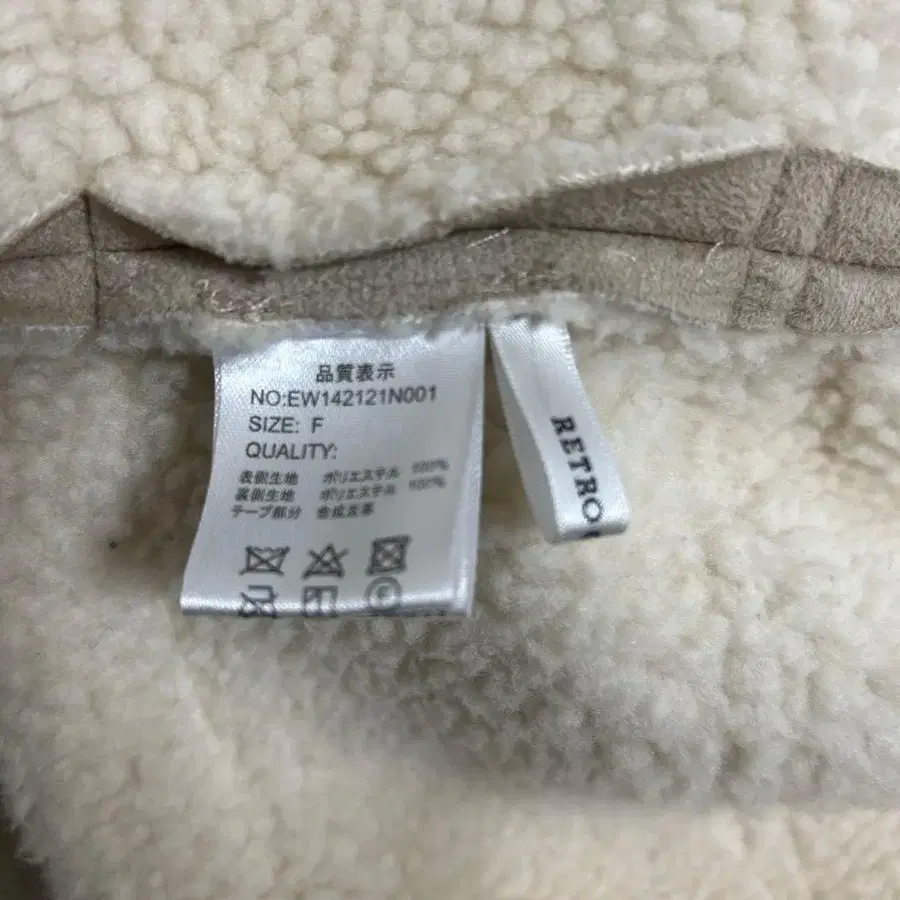 品質表示
NO:EW142121N001
SIZE: F
QUALITY:
表側生地 ポリエステル 100%
裏側生地 ポリエステル 100%
テープ部分 合成皮革
RETRO